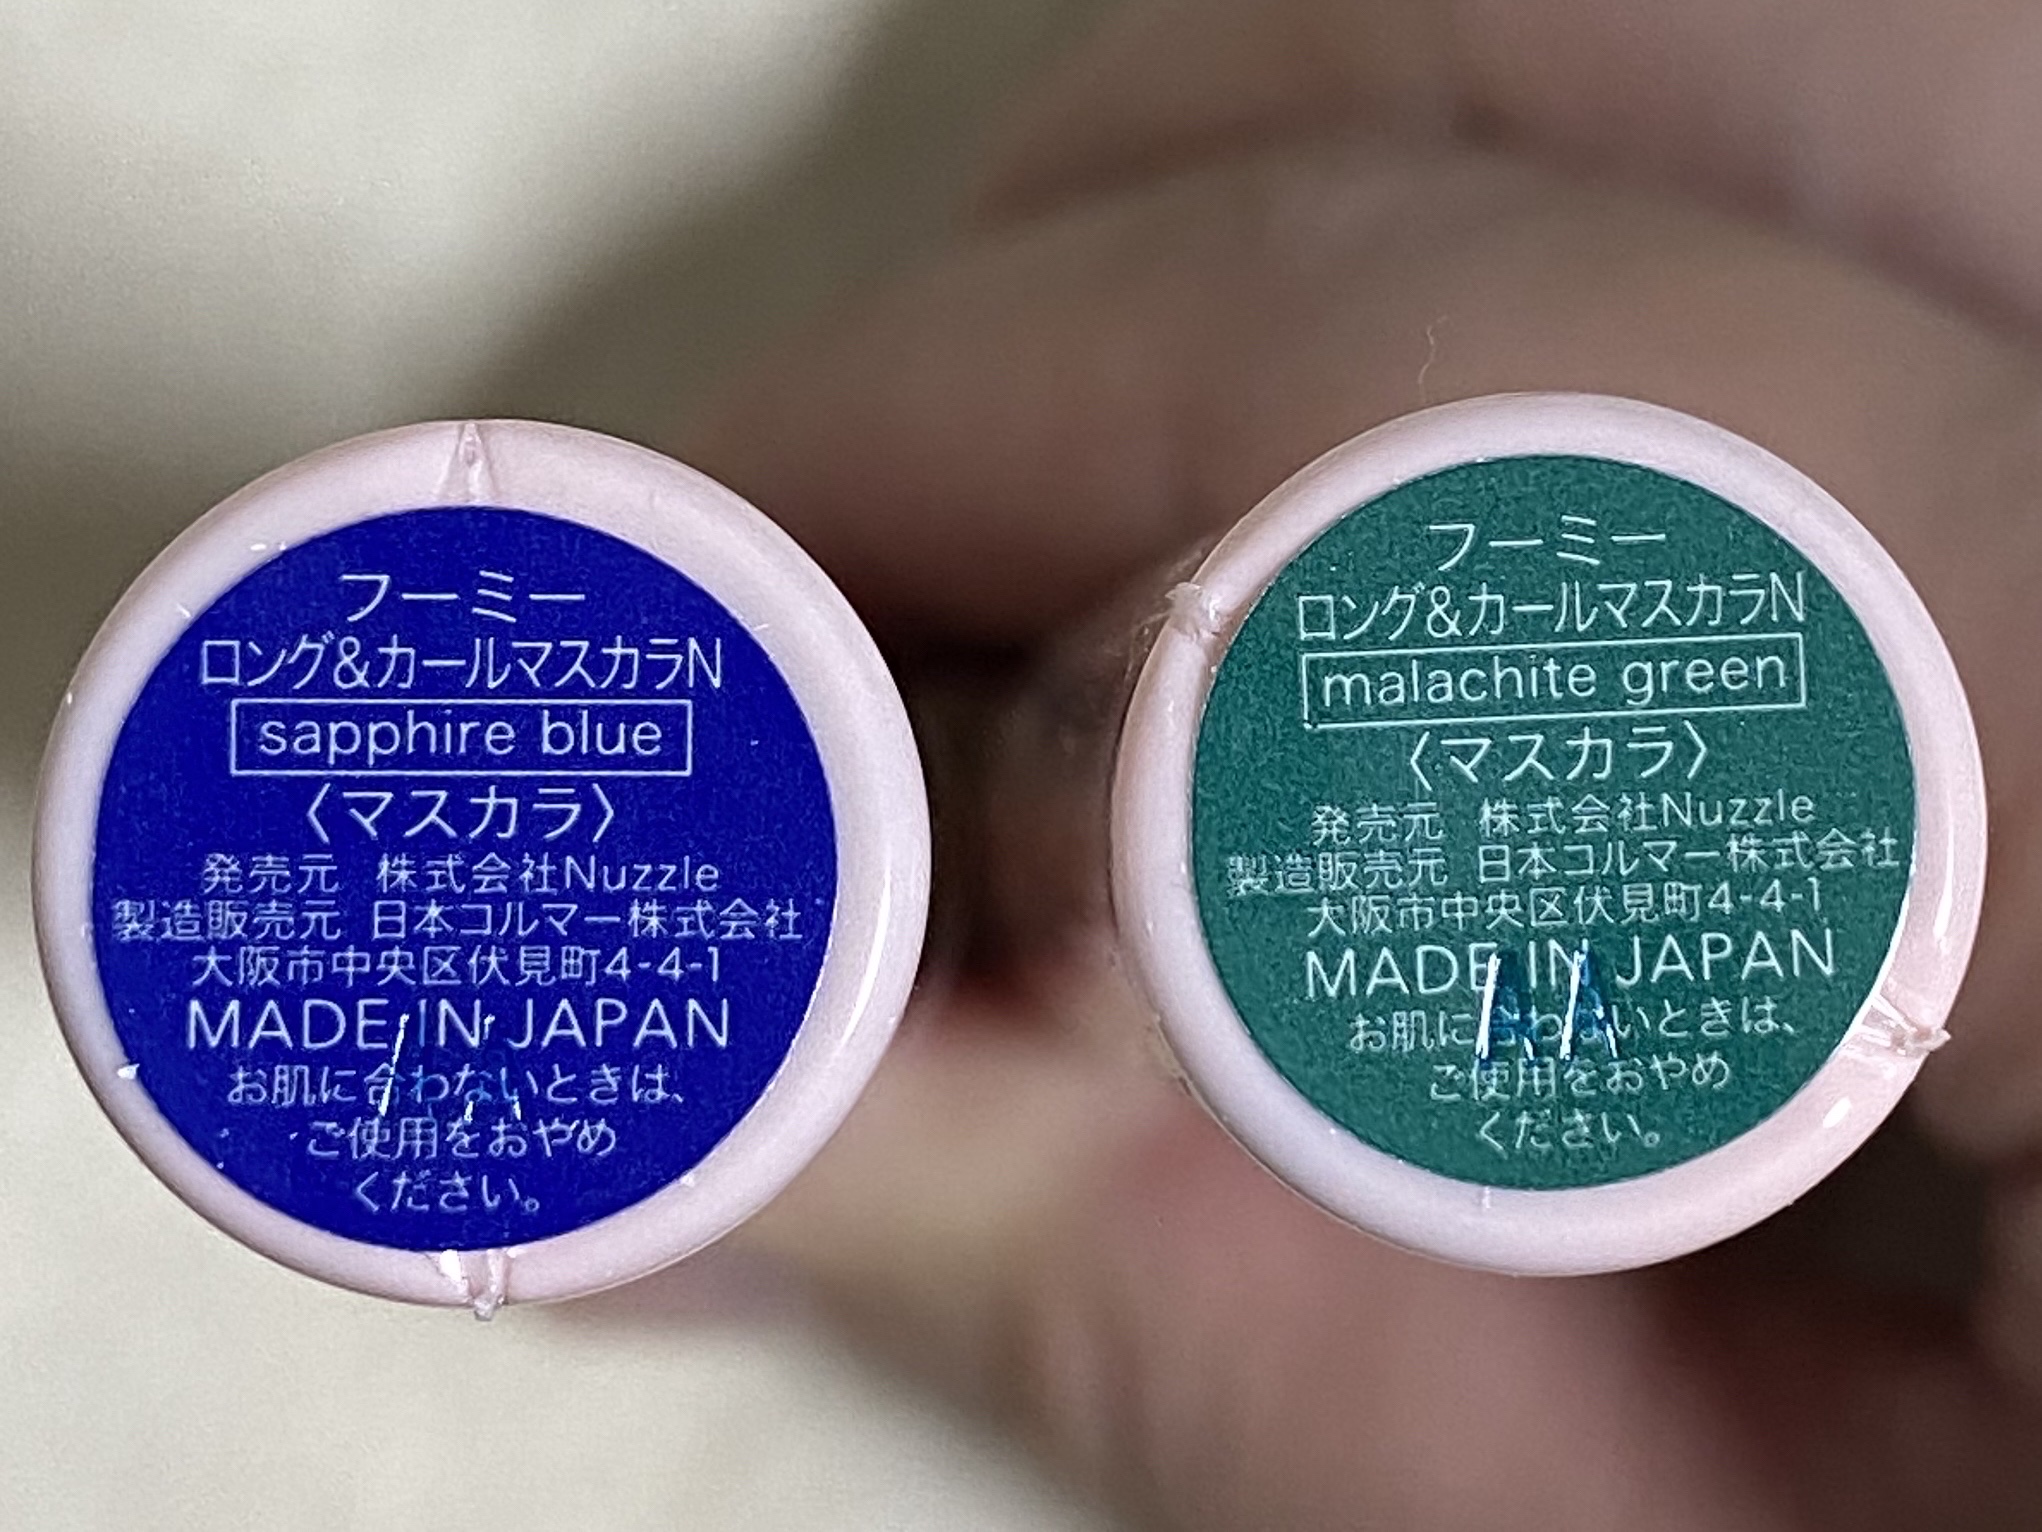 フーミー
ロング&カールマスカラN
sapphire blue
〈マスカラ〉
発売元 株式会社Nuzzle
製造販売元 日本コルマー株式会社
大阪市中央区伏見町4-4-1
MADE IN JAPAN
お肌に合わないときは、
ご使用をおやめ
ください。
フーミー
ロング&カールマスカラN
malachite green
〈マスカラ〉
発売元 株式会社Nuzzle
製造販売元 日本コルマー株式会社
大阪市中央区伏見町4-4-1
MADE IN JAPAN
お肌に合わないときは、
ご使用をおやめ
ください。